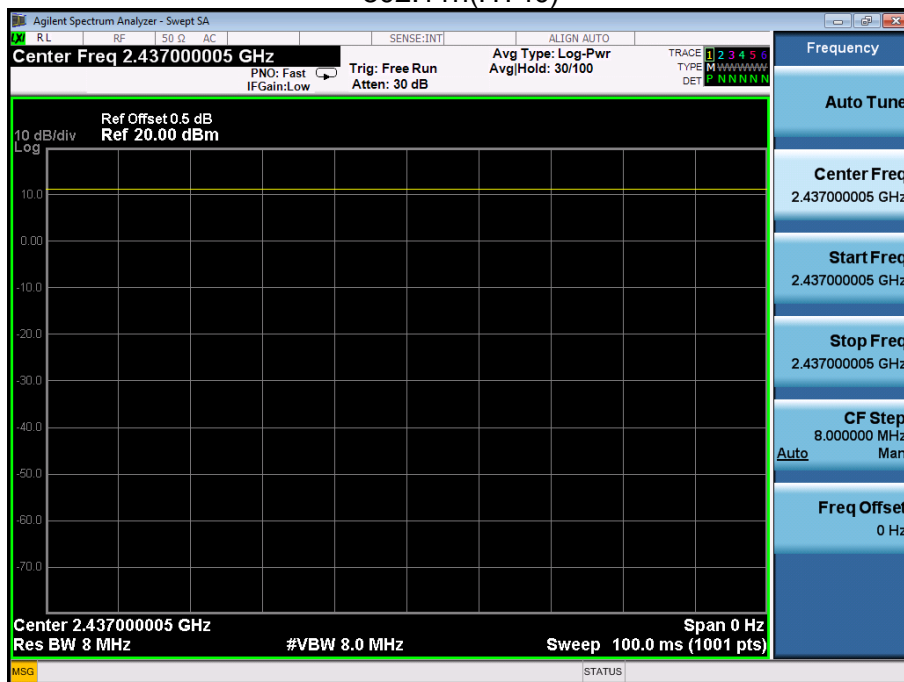 Agilent Spectrum Analyzer - Swept SA
RL RF 50 Ω AC SENSE:INT ALIGN AUTO
Center Freq 2.437000005 GHz
PNO: Fast
IFGain:Low
Trig: Free Run
Atten: 30 dB
Avg Type: Log-Pwr
Avg|Hold: 30/100
TRACE 1 2 3 4 5 6
TYPE M WWWWW
DET P N N N N N
Frequency
Auto Tune
Center Freq
2.437000005 GHz
Start Freq
2.437000005 GHz
Stop Freq
2.437000005 GHz
CF Step
8.000000 MHz
Auto Man
Freq Offset
0 Hz
Ref Offset 0.5 dB
10 dB/div Ref 20.00 dBm
Log
10.0
0.00
-10.0
-20.0
-30.0
-40.0
-50.0
-60.0
-70.0
Center 2.437000005 GHz Span 0 Hz
Res BW 8 MHz #VBW 8.0 MHz Sweep 100.0 ms (1001 pts)
MSG STATUS